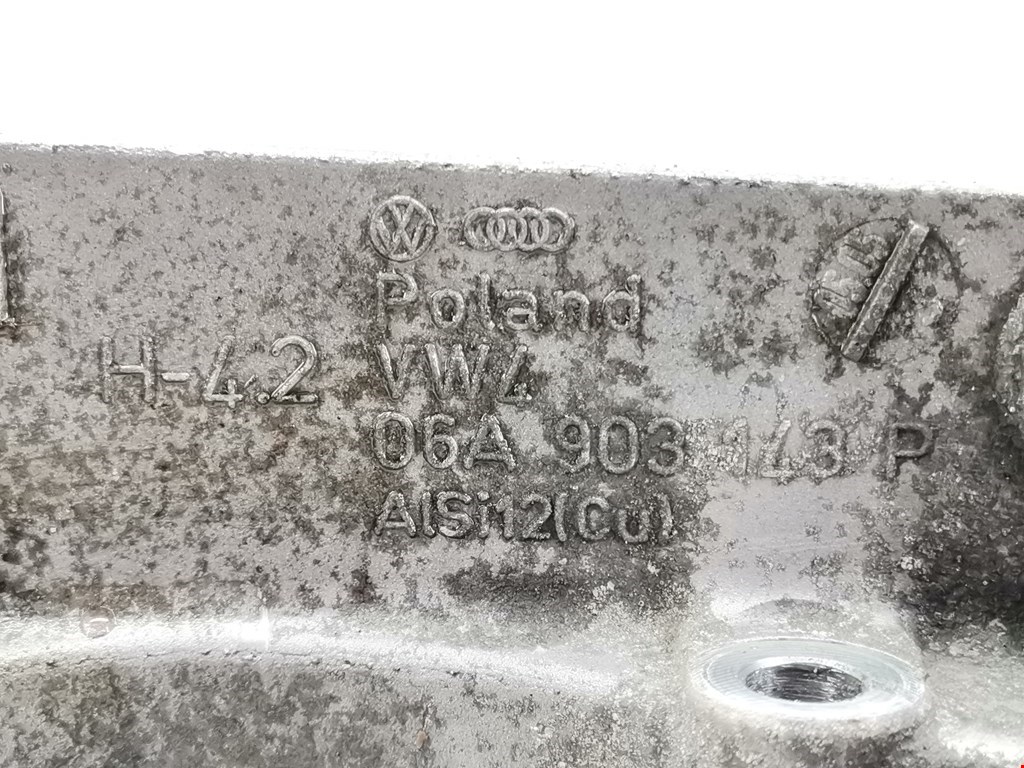 Poland
H-4.2 VW4
06A 903 143 P
AlSi12(Cu)